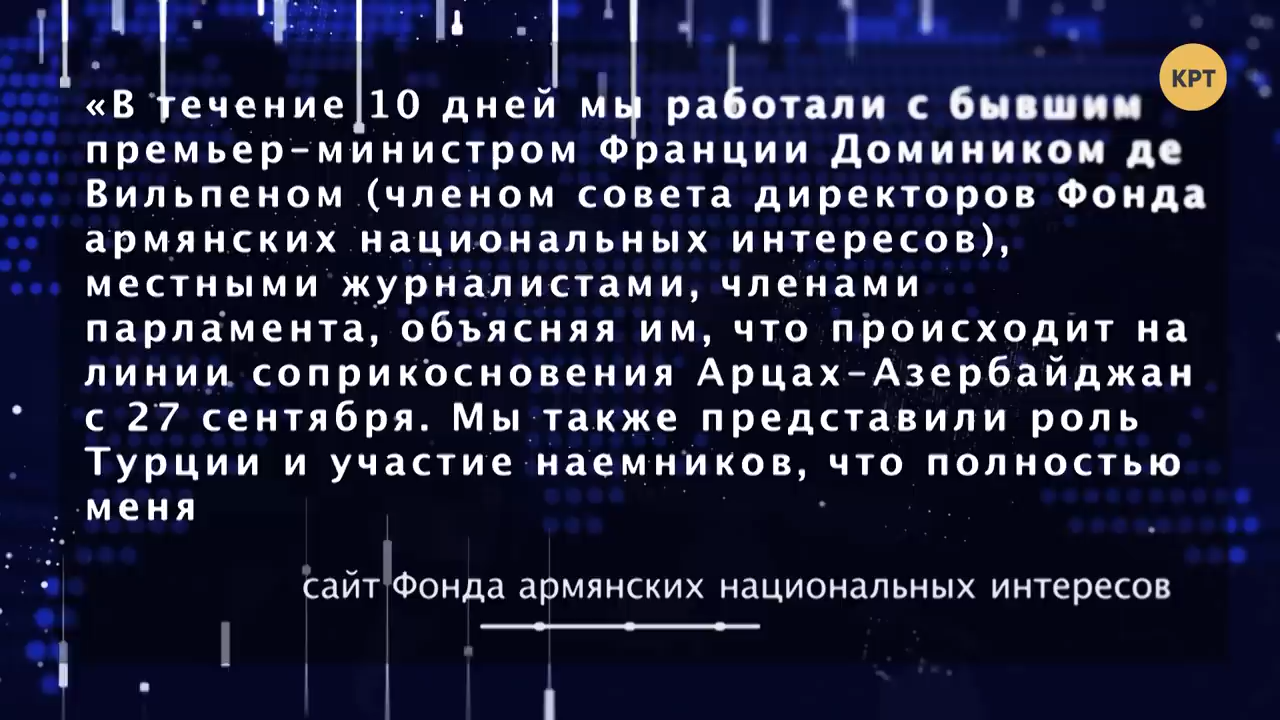 КРТ
«В течение 10 дней мы работали с бывшим
премьер-министром Франции Домиником де
Вильпеном (членом совета директоров Фонда
армянских национальных интересов),
местными журналистами, членами
парламента, объясняя им, что происходит на
линии соприкосновения Арцах-Азербайджан
с 27 сентября. Мы также представили роль
Турции и участие наемников, что полностью
меня
сайт Фонда армянских национальных интересов